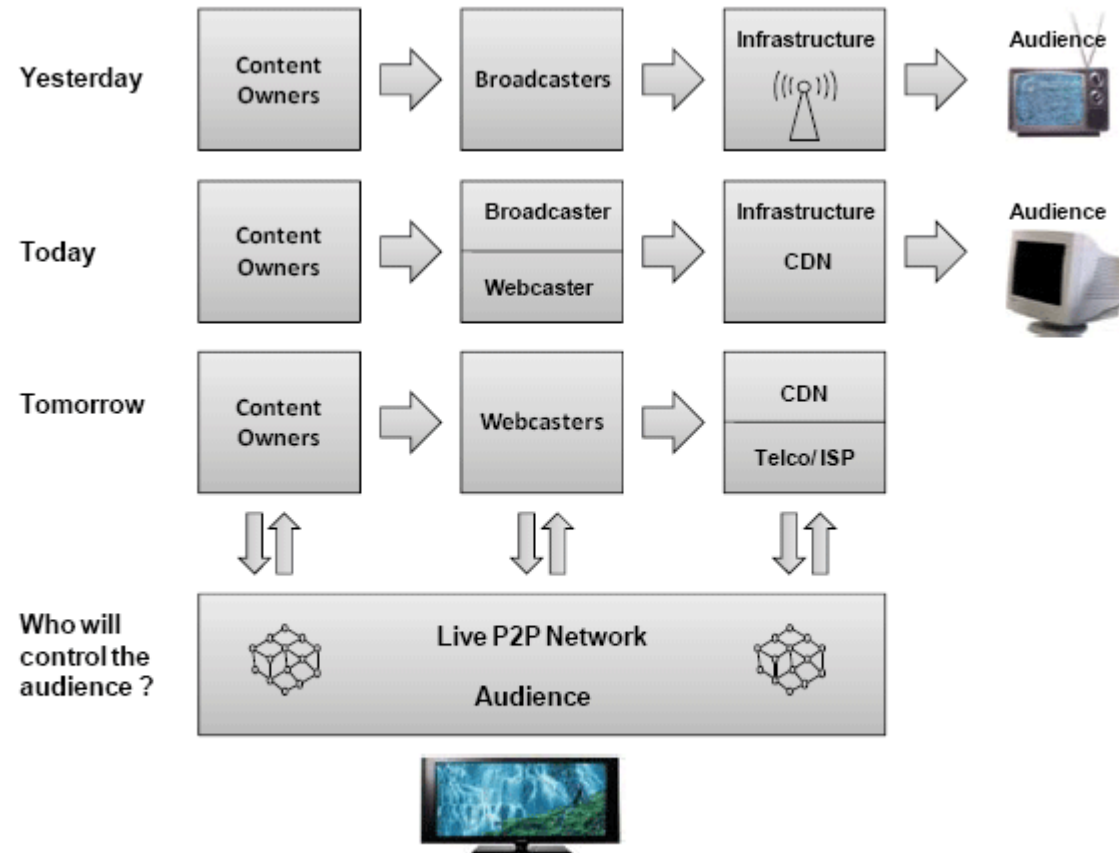 Yesterday
Content
Owners
Broadcasters
Infrastructure
Audience
Today
Content
Owners
Broadcaster
Webcaster
Infrastructure
CDN
Audience
Tomorrow
Content
Owners
Webcasters
CDN
Telco/ ISP
Who will
control the
audience ?
Live P2P Network
Audience